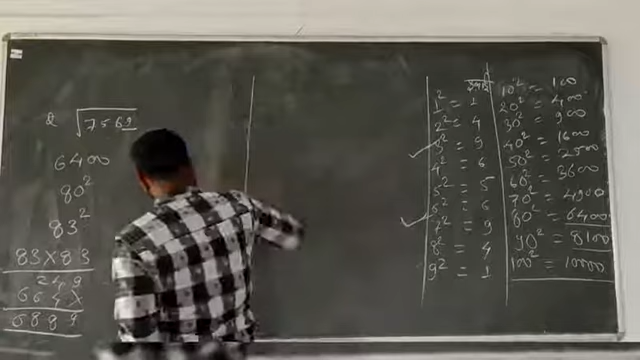 √7569
6400
80²
83²
83×83
249
664×
6889
इकाई
1² = 1
2² = 4
3² = 9
4² = 6
5² = 5
6² = 6
7² = 9
8² = 4
9² = 1
10² = 100
20² = 400
30² = 900
40² = 1600
50² = 2500
60² = 3600
70² = 4900
80² = 6400
90² = 8100
100² = 10000